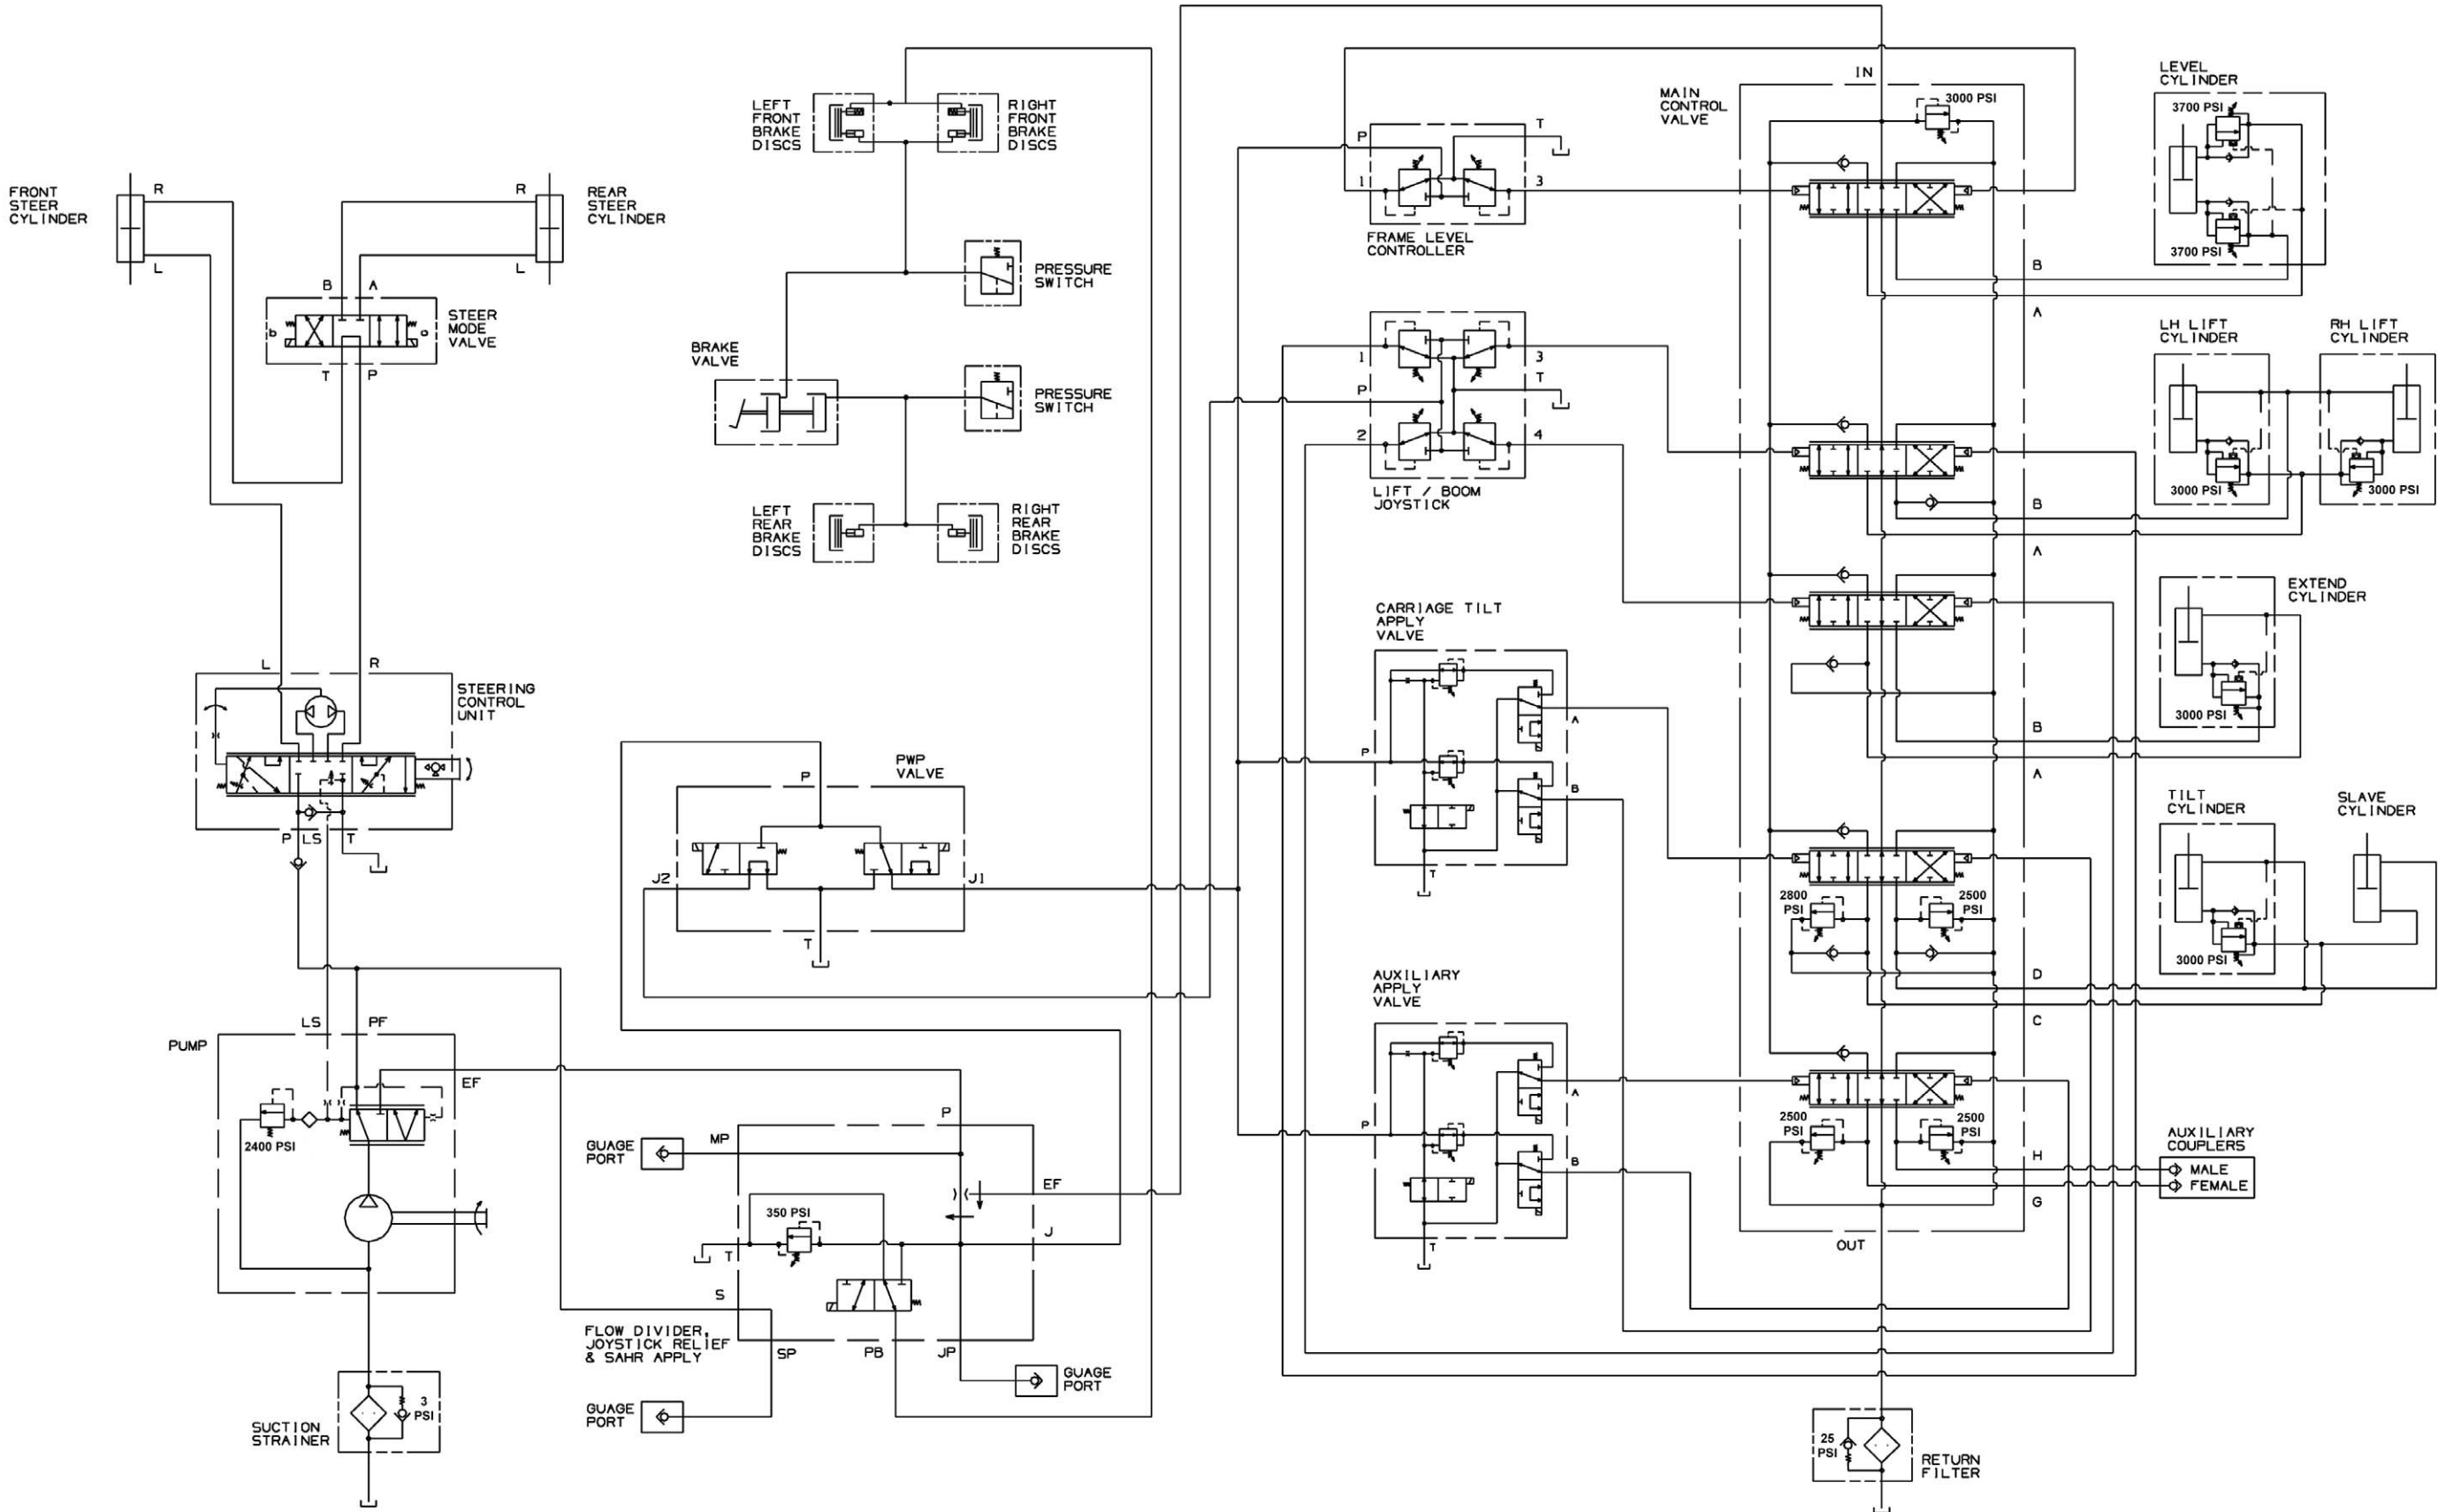 IN
LEVEL
CYLINDER
3700 PSI
3700 PSI
MAIN
CONTROL
VALVE
3000 PSI
LEFT
FRONT
BRAKE
DISCS
RIGHT
FRONT
BRAKE
DISCS
T
P
1
3
FRAME LEVEL
CONTROLLER
FRONT
STEER
CYLINDER
R
L
R
L
REAR
STEER
CYLINDER
PRESSURE
SWITCH
B
A
B
A
STEER
MODE
VALVE
b
a
T
P
LH LIFT
CYLINDER
RH LIFT
CYLINDER
3000 PSI
3000 PSI
BRAKE
VALVE
PRESSURE
SWITCH
1
3
T
P
2
4
LIFT / BOOM
JOYSTICK
B
A
LEFT
REAR
BRAKE
DISCS
RIGHT
REAR
BRAKE
DISCS
EXTEND
CYLINDER
3000 PSI
CARRIAGE TILT
APPLY
VALVE
A
P
B
T
B
A
L
R
STEERING
CONTROL
UNIT
P
LS
T
PWP
VALVE
P
J2
J1
T
TILT
CYLINDER
SLAVE
CYLINDER
3000 PSI
2800
PSI
2500
PSI
D
C
AUXILIARY
APPLY
VALVE
A
P
B
T
LS
PF
PUMP
EF
2400 PSI
P
GUAGE
PORT
MP
EF
350 PSI
J
T
S
FLOW DIVIDER,
JOYSTICK RELIEF
& SAHR APPLY
SP
PB
JP
GUAGE
PORT
GUAGE
PORT
2500
PSI
2500
PSI
H
G
AUXILIARY
COUPLERS
MALE
FEMALE
OUT
SUCTION
STRAINER
3
PSI
25
PSI
RETURN
FILTER